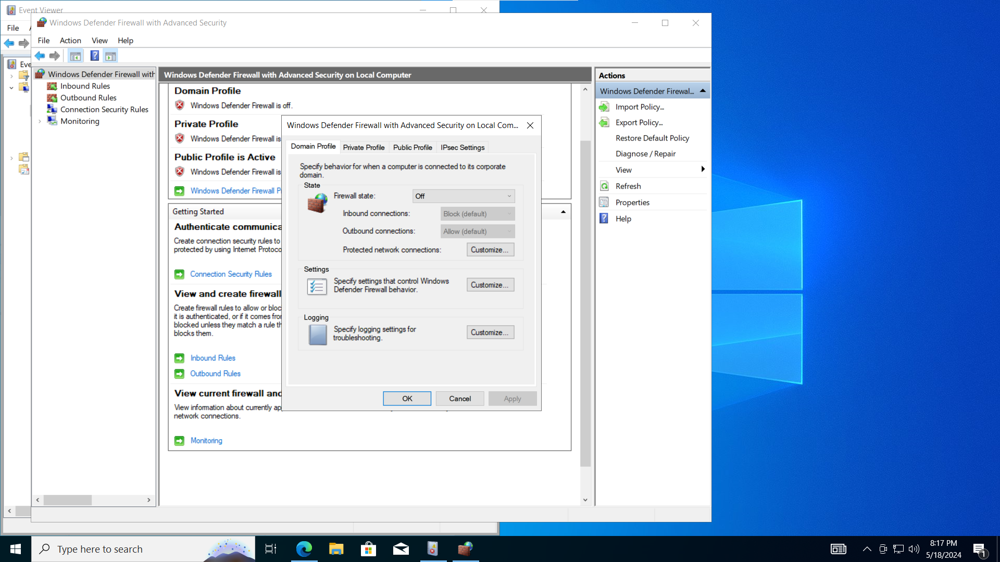 Event Viewer
File
Eve
Windows Defender Firewall with Advanced Security
File Action View Help
Windows Defender Firewall with
Inbound Rules
Outbound Rules
Connection Security Rules
Monitoring
Windows Defender Firewall with Advanced Security on Local Computer
Domain Profile
Windows Defender Firewall is off.
Private Profile
Windows Defender Firewall is
Public Profile is Active
Windows Defender Firewall is
Windows Defender Firewall P
Getting Started
Authenticate communica
Create connection security rules to
protected by using Internet Protoco
Connection Security Rules
View and create firewall
Create firewall rules to allow or bloc
it is authenticated, or if it comes fro
blocked unless they match a rule th
blocks them.
Inbound Rules
Outbound Rules
View current firewall and
View information about currently ap
network connections.
Monitoring
Windows Defender Firewall with Advanced Security on Local Com...
Domain Profile Private Profile Public Profile IPsec Settings
Specify behavior for when a computer is connected to its corporate
domain.
State
Firewall state: Off
Inbound connections: Block (default)
Outbound connections: Allow (default)
Protected network connections: Customize...
Settings
Specify settings that control Windows
Defender Firewall behavior.
Customize...
Logging
Specify logging settings for
troubleshooting.
Customize...
OK Cancel Apply
Actions
Windows Defender Firewal...
Import Policy...
Export Policy...
Restore Default Policy
Diagnose / Repair
View
Refresh
Properties
Help
Type here to search
8:17 PM
5/18/2024
1